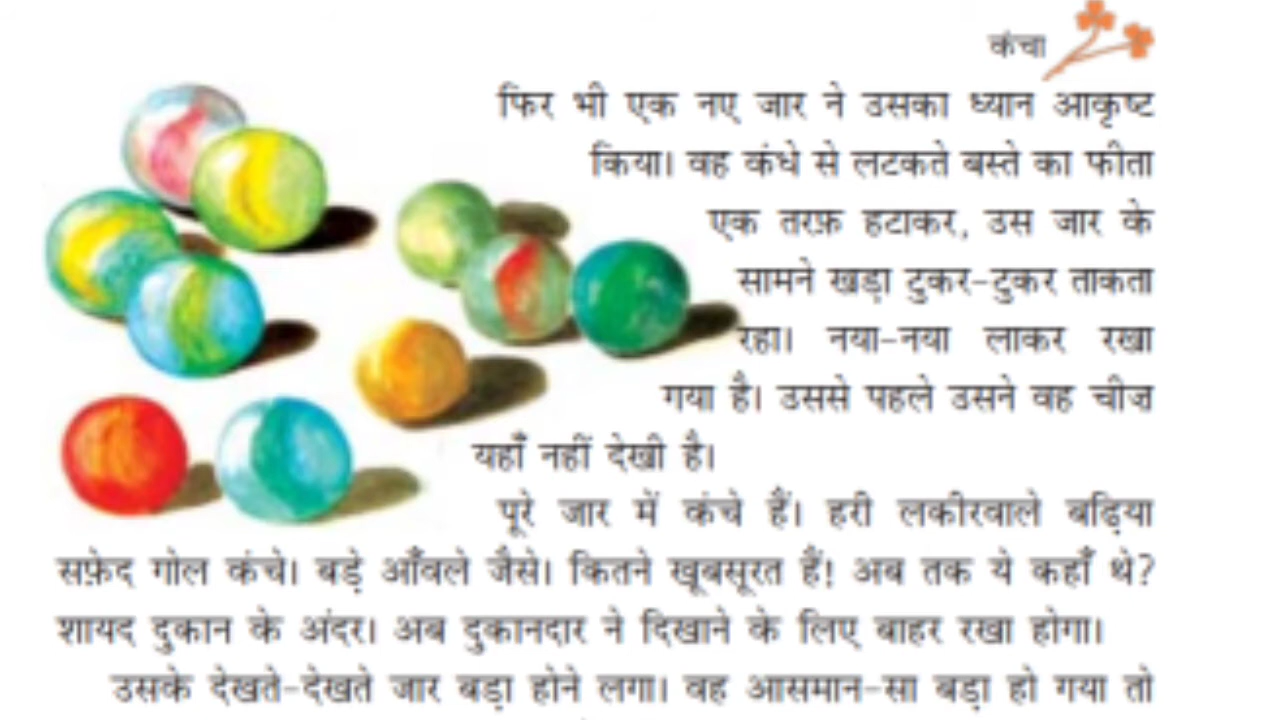 कंचा
फिर भी एक नए जार ने उसका ध्यान आकृष्ट
किया। वह कंधे से लटकते बस्ते का फीता
एक तरफ़ हटाकर, उस जार के
सामने खड़ा टुकर-टुकर ताकता
रहा। नया-नया लाकर रखा
गया है। उससे पहले उसने वह चीज़
यहाँ नहीं देखी है।
पूरे जार में कंचे हैं। हरी लकीरवाले बढ़िया
सफ़ेद गोल कंचे। बड़े आँवले जैसे। कितने खूबसूरत हैं! अब तक ये कहाँ थे?
शायद दुकान के अंदर। अब दुकानदार ने दिखाने के लिए बाहर रखा होगा।
उसके देखते-देखते जार बड़ा होने लगा। वह आसमान-सा बड़ा हो गया तो